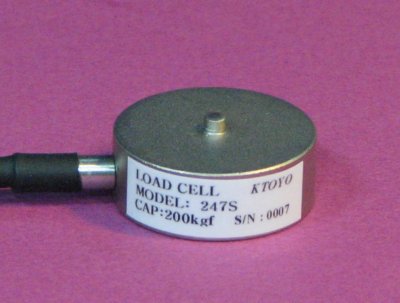 LOAD CELL KTOYO
MODEL: 247S
CAP:200kgf S/N : 0007